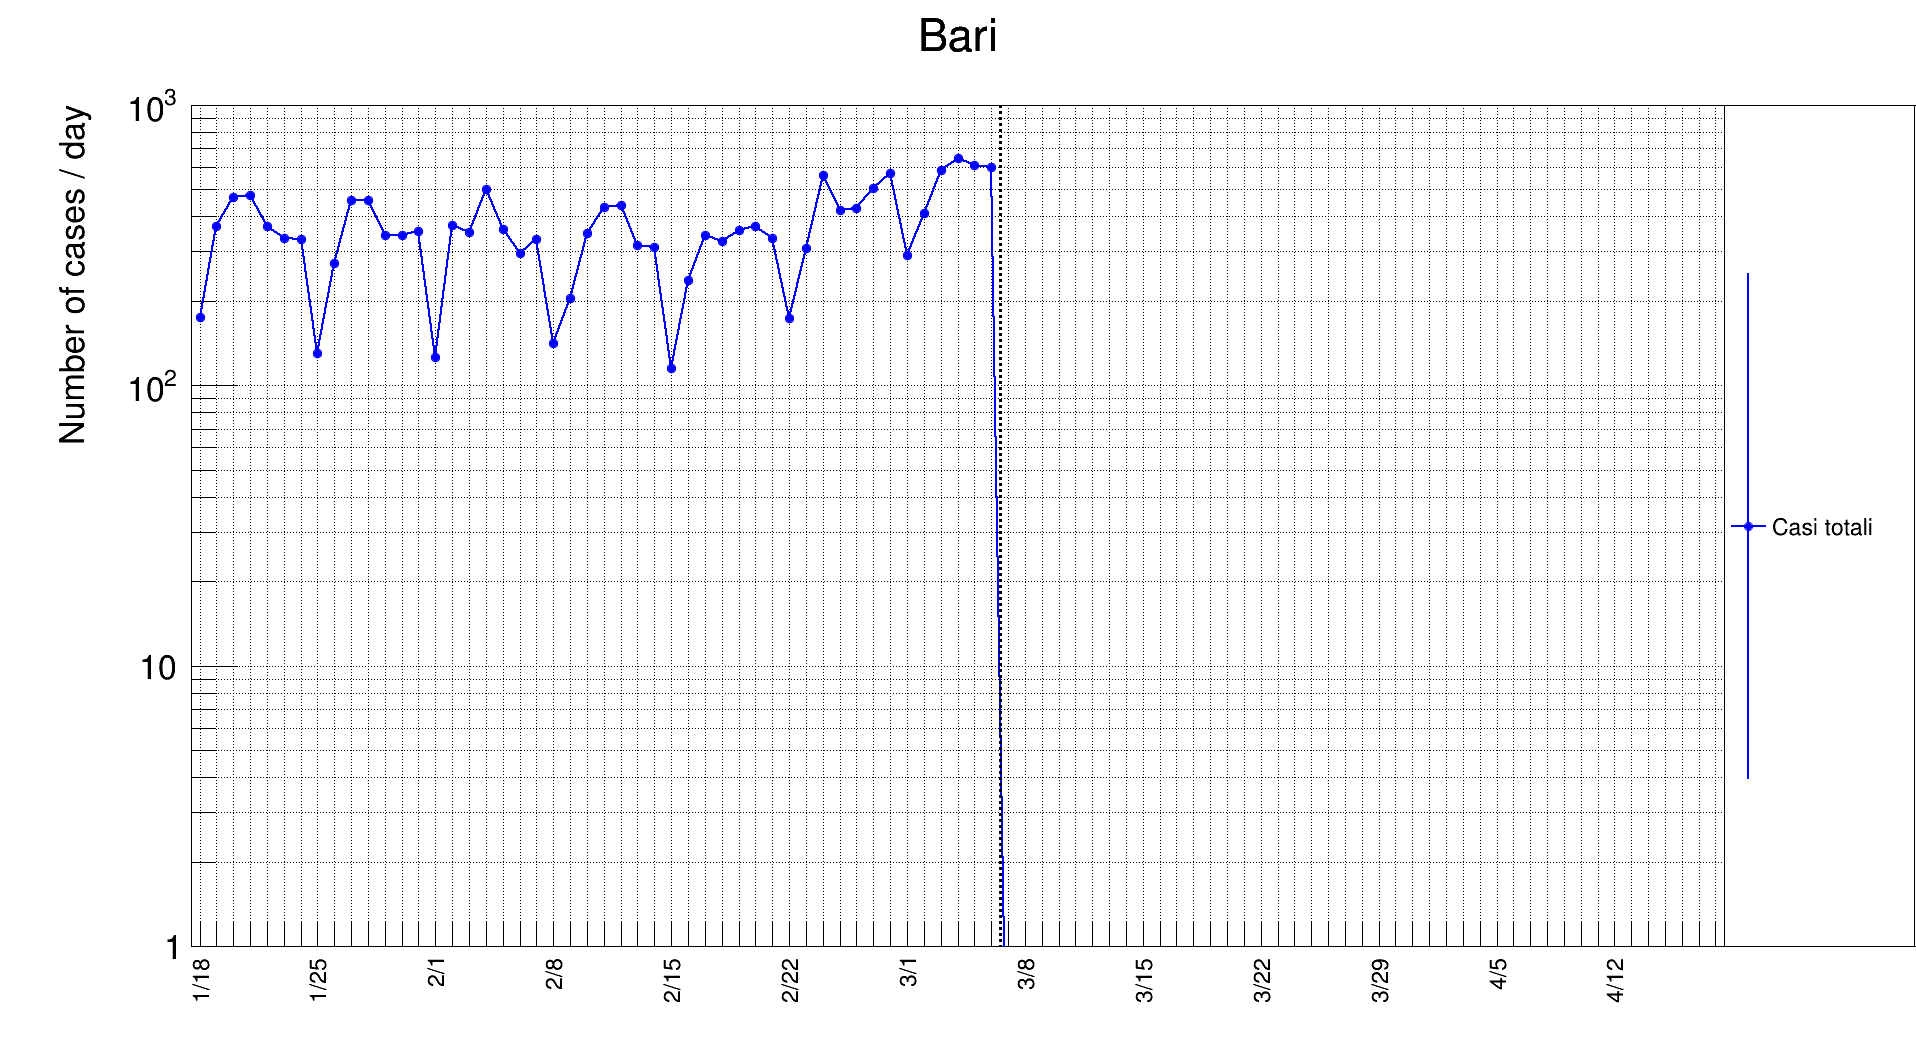 Bari
Number of cases / day
10³
10²
10
1
1/18 1/25 2/1 2/8 2/15 2/22 3/1 3/8 3/15 3/22 3/29 4/5 4/12
Casi totali